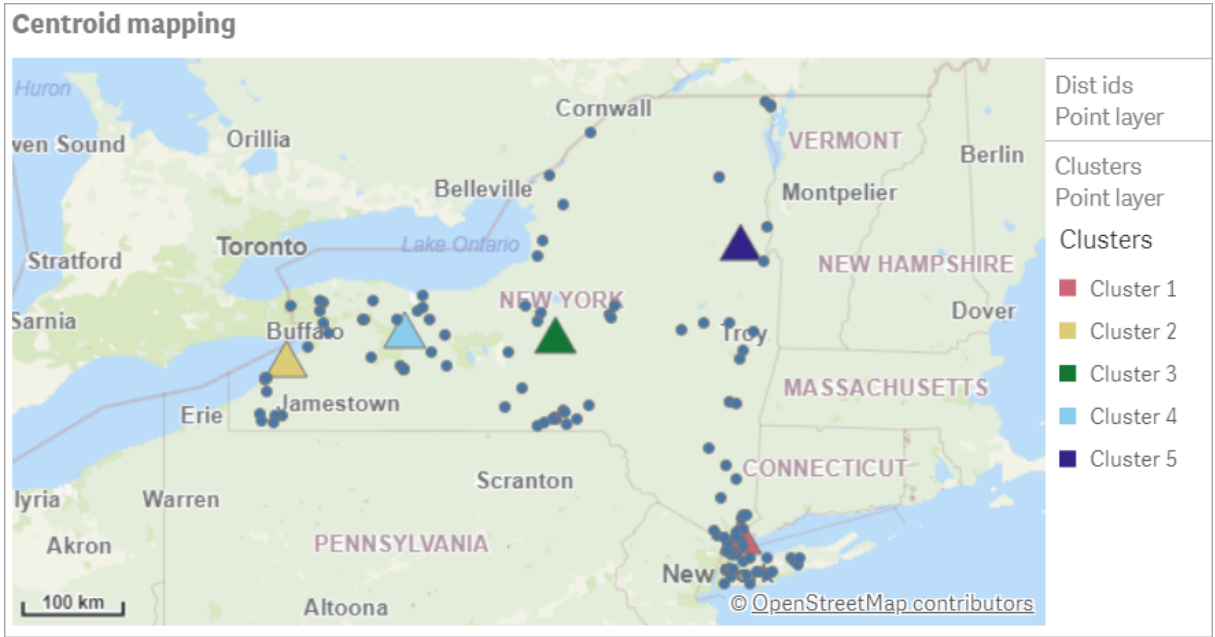 Centroid mapping
Huron
Cornwall
Dist ids
Point layer
ven Sound
Orillia
VERMONT
Berlin
Clusters
Point layer
Belleville
Montpelier
Clusters
Toronto
Lake Ontario
Stratford
NEW HAMPSHIRE
Cluster 1
NEW YORK
Sarnia
Buffalo
Dover
Cluster 2
Troy
Cluster 3
MASSACHUSETTS
Jamestown
Erie
Cluster 4
CONNECTICUT
Cluster 5
Scranton
lyria
Warren
Akron
PENNSYLVANIA
New York
100 km
Altoona
© OpenStreetMap contributors